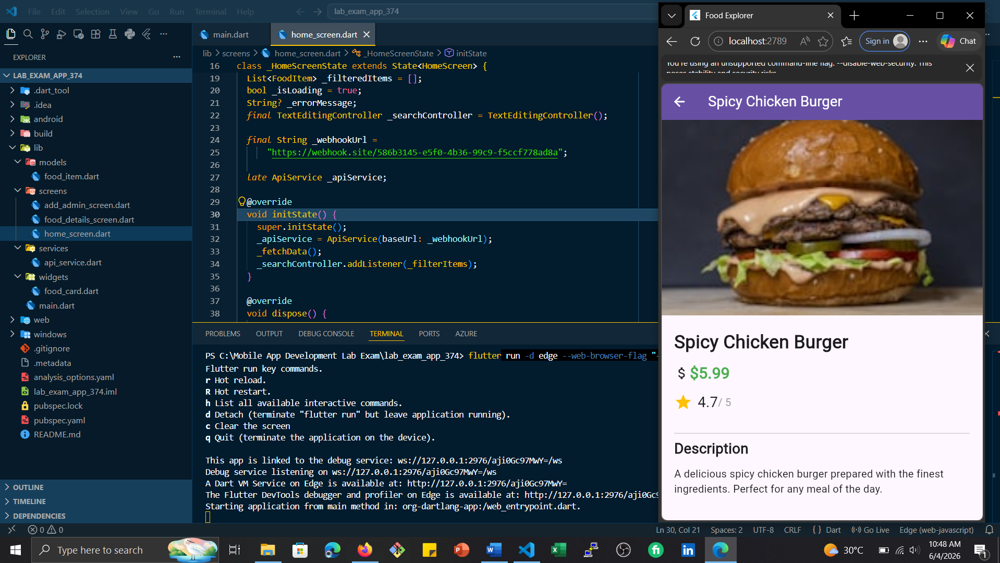 File Edit Selection View Go Run Terminal Help
lab_exam_app_374
EXPLORER
LAB_EXAM_APP_374
.dart_tool
.idea
android
build
lib
models
food_item.dart
screens
add_admin_screen.dart
food_details_screen.dart
home_screen.dart
services
api_service.dart
widgets
food_card.dart
main.dart
web
windows
.gitignore
.metadata
analysis_options.yaml
lab_exam_app_374.iml
pubspec.lock
pubspec.yaml
README.md
OUTLINE
TIMELINE
DEPENDENCIES
main.dart home_screen.dart
lib > screens > home_screen.dart > _HomeScreenState > initState
16 class _HomeScreenState extends State<HomeScreen> {
19 List<FoodItem> _filteredItems = [];
20 bool _isLoading = true;
21 String? _errorMessage;
22 final TextEditingController _searchController = TextEditingController();
23
24 final String _webhookUrl =
25 "https://webhook.site/586b3145-e5f0-4b36-99c9-f5ccf778ad8a";
26
27 late ApiService _apiService;
28
29 @override
30 void initState() {
31 super.initState();
32 _apiService = ApiService(baseUrl: _webhookUrl);
33 _fetchData();
34 _searchController.addListener(_filterItems);
35 }
36
37 @override
38 void dispose() {
PROBLEMS OUTPUT DEBUG CONSOLE TERMINAL PORTS AZURE
PS C:\Mobile App Development Lab Exam\lab_exam_app_374> flutter run -d edge --web-browser-flag "-
Flutter run key commands.
r Hot reload.
R Hot restart.
h List all available interactive commands.
d Detach (terminate "flutter run" but leave application running).
c Clear the screen
q Quit (terminate the application on the device).
This app is linked to the debug service: ws://127.0.0.1:2976/aji0Gc97MwY=/ws
Debug service listening on ws://127.0.0.1:2976/aji0Gc97MwY=/ws
A Dart VM Service on Edge is available at: http://127.0.0.1:2976/aji0Gc97MwY=
The Flutter DevTools debugger and profiler on Edge is available at: http://127.0.0.1:2976/aji0Gc9
Starting application from main method in: org-dartlang-app:/web_entrypoint.dart.
Food Explorer
localhost:2789
Sign in
Chat
You're using an unsupported command-line flag: --disable-web-security. This
poses stability and security risks.
Spicy Chicken Burger
Spicy Chicken Burger
$ $5.99
4.7 / 5
Description
A delicious spicy chicken burger prepared with the finest
ingredients. Perfect for any meal of the day.
0 0
Ln 30, Col 21 Spaces: 2 UTF-8 CRLF { } Dart Go Live Edge (web-javascript)
Type here to search
30°C
10:48 AM
6/4/2026
1